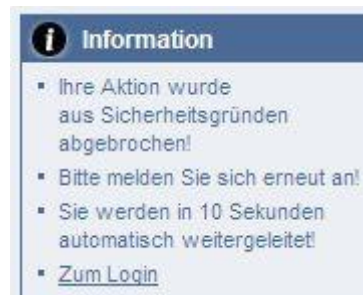 Information
Ihre Aktion wurde
aus Sicherheitsgründen
abgebrochen!
Bitte melden Sie sich erneut an!
Sie werden in 10 Sekunden
automatisch weitergeleitet!
Zum Login